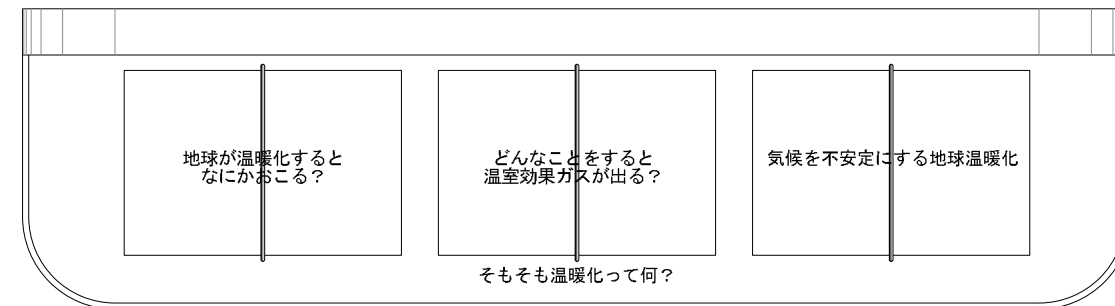 地球が温暖化すると
なにかおこる？
どんなことをすると
温室効果ガスが出る？
気候を不安定にする地球温暖化
そもそも温暖化って何？